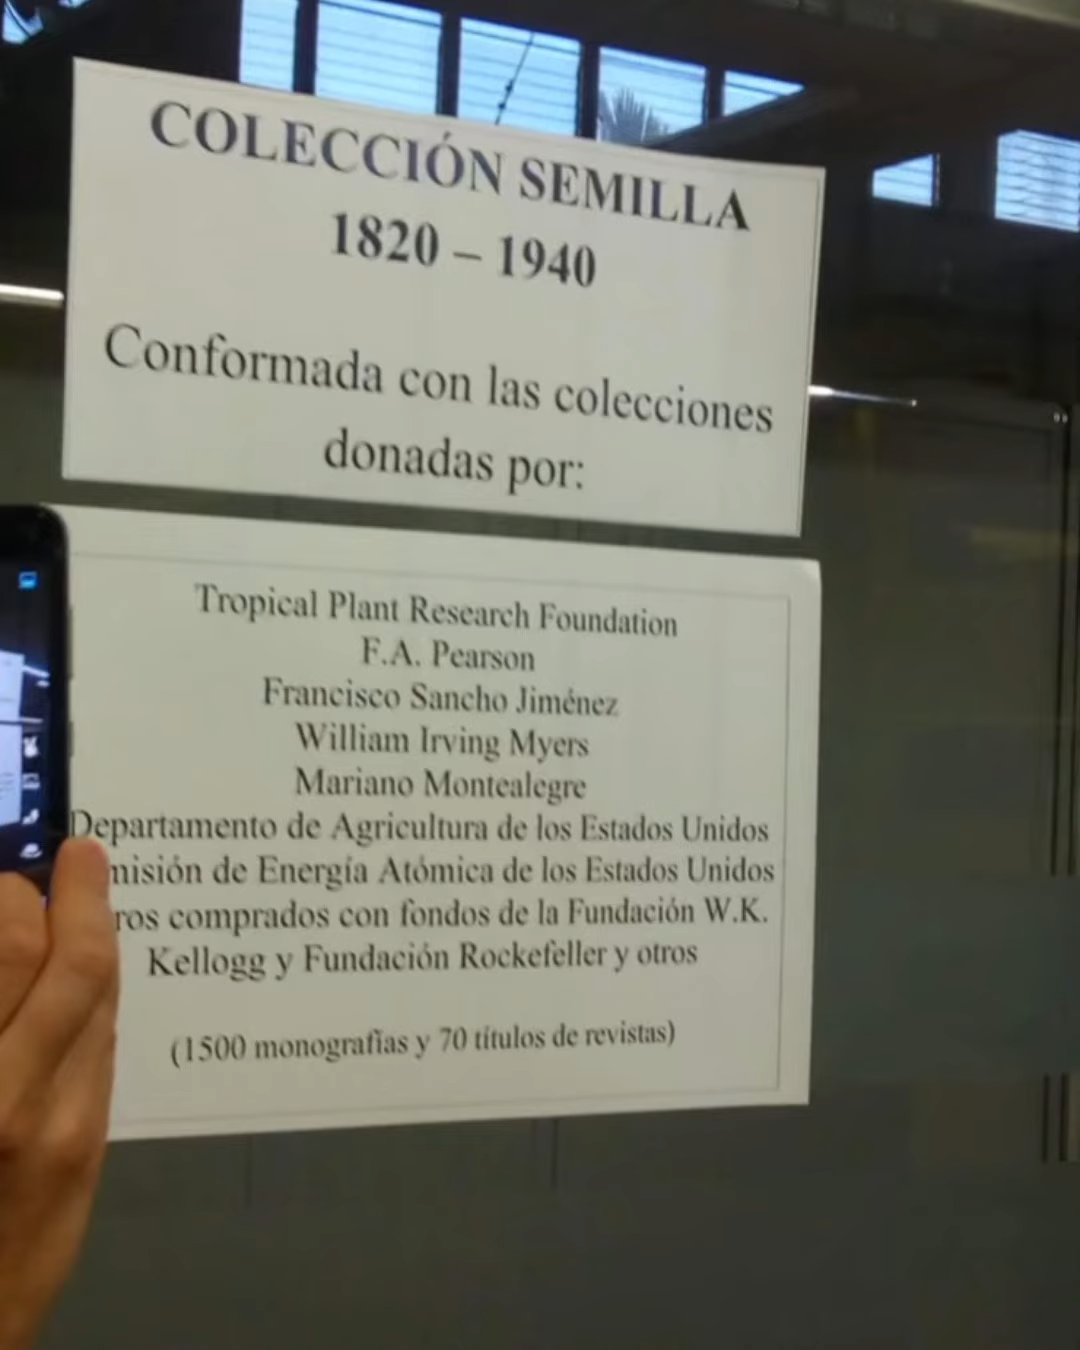 COLECCIÓN SEMILLA
1820 – 1940
Conformada con las colecciones
donadas por:
Tropical Plant Research Foundation
F.A. Pearson
Francisco Sancho Jiménez
William Irving Myers
Mariano Montealegre
Departamento de Agricultura de los Estados Unidos
de Energía Atómica de los Estados Unidos
comprados con fondos de la Fundación W.K.
Kellogg y Fundación Rockefeller y otros
(1500 monografías y 70 títulos de revistas)